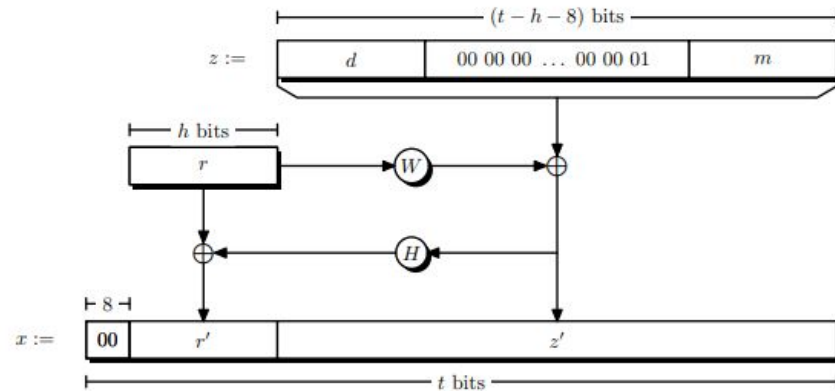 (t − h − 8) bits
z := d 00 00 00 ... 00 00 01 m
h bits
r W ⊕
⊕ H
8
x := 00 r′ z′
t bits